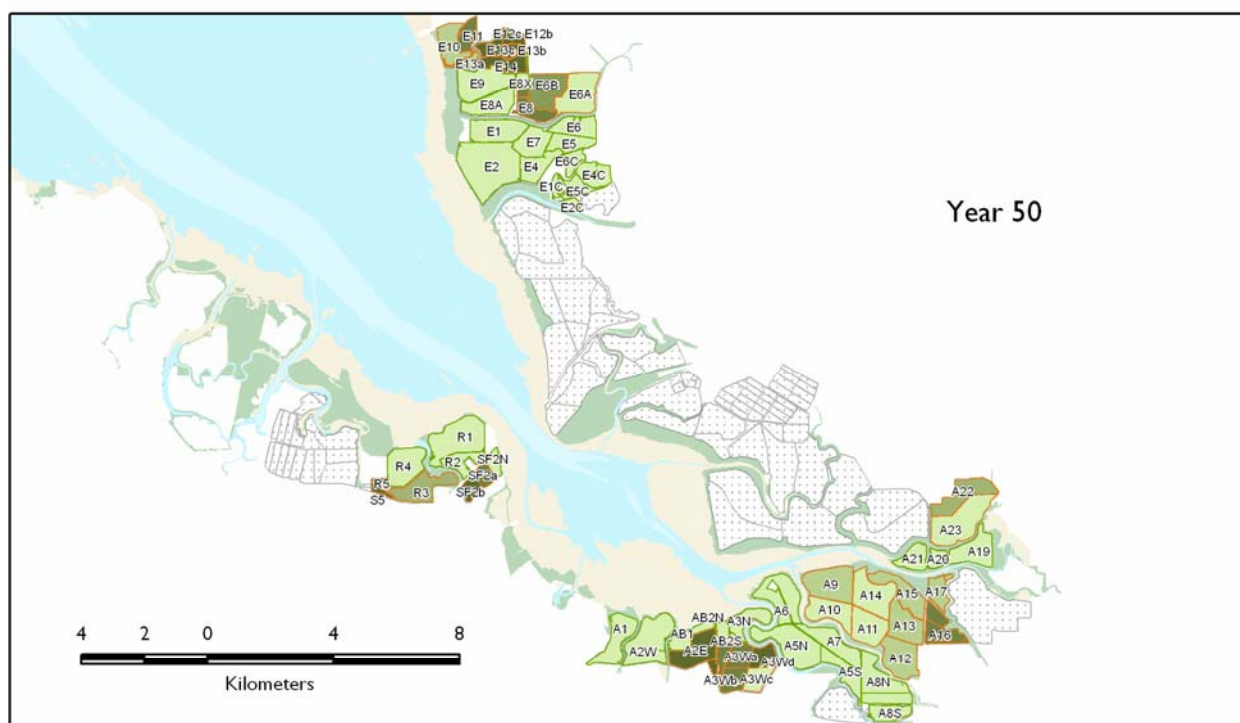 E11 E12c E12b
E10 E13c E13b
E13a E14
E9 E8X E6B E6A
E8A E8
E1 E7 E6
E5
E2 E4 E6C E4C
E1C E5C
E2C
Year 50
R1
R4 R2 SF2N
SF2a
R5 R3 SF2b
S5
A22
A23
A21 A20 A19
A9 A14 A15 A17
A6 A10
A1 AB1 AB2N A3N A11 A13 A16
A2W A2E AB2S A5N A7
A3Wa A3Wd A12
A3Wb A3Wc A5S A8N
A8S
4 2 0 4 8
Kilometers